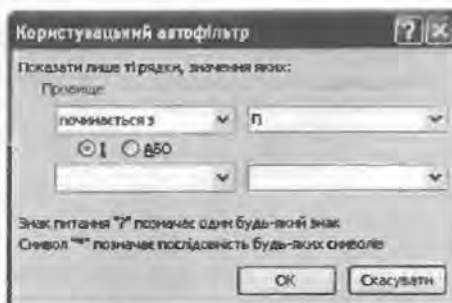 Користувацький автофільтр
Показати лише ті рядки, значення яких:
Прізвище
починається з П
І АБО
Знак питання "?" позначає один будь-який знак
Символ "*" позначає послідовність будь-яких символів
ОК Скасувати